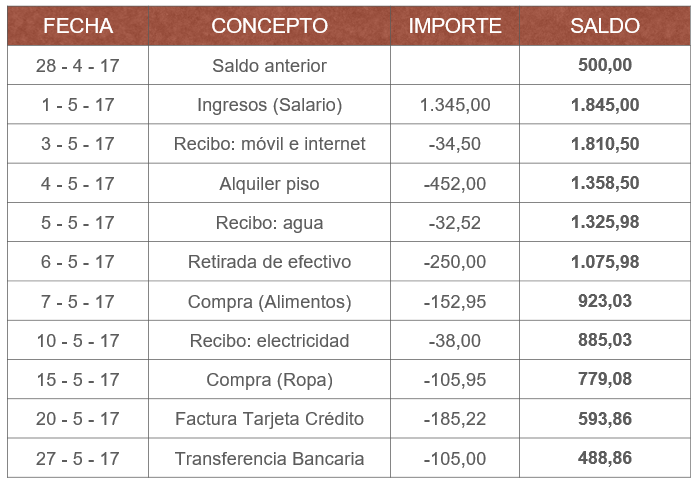 FECHA CONCEPTO IMPORTE SALDO
28 - 4 - 17 Saldo anterior 500,00
1 - 5 - 17 Ingresos (Salario) 1.345,00 1.845,00
3 - 5 - 17 Recibo: móvil e internet -34,50 1.810,50
4 - 5 - 17 Alquiler piso -452,00 1.358,50
5 - 5 - 17 Recibo: agua -32,52 1.325,98
6 - 5 - 17 Retirada de efectivo -250,00 1.075,98
7 - 5 - 17 Compra (Alimentos) -152,95 923,03
10 - 5 - 17 Recibo: electricidad -38,00 885,03
15 - 5 - 17 Compra (Ropa) -105,95 779,08
20 - 5 - 17 Factura Tarjeta Crédito -185,22 593,86
27 - 5 - 17 Transferencia Bancaria -105,00 488,86